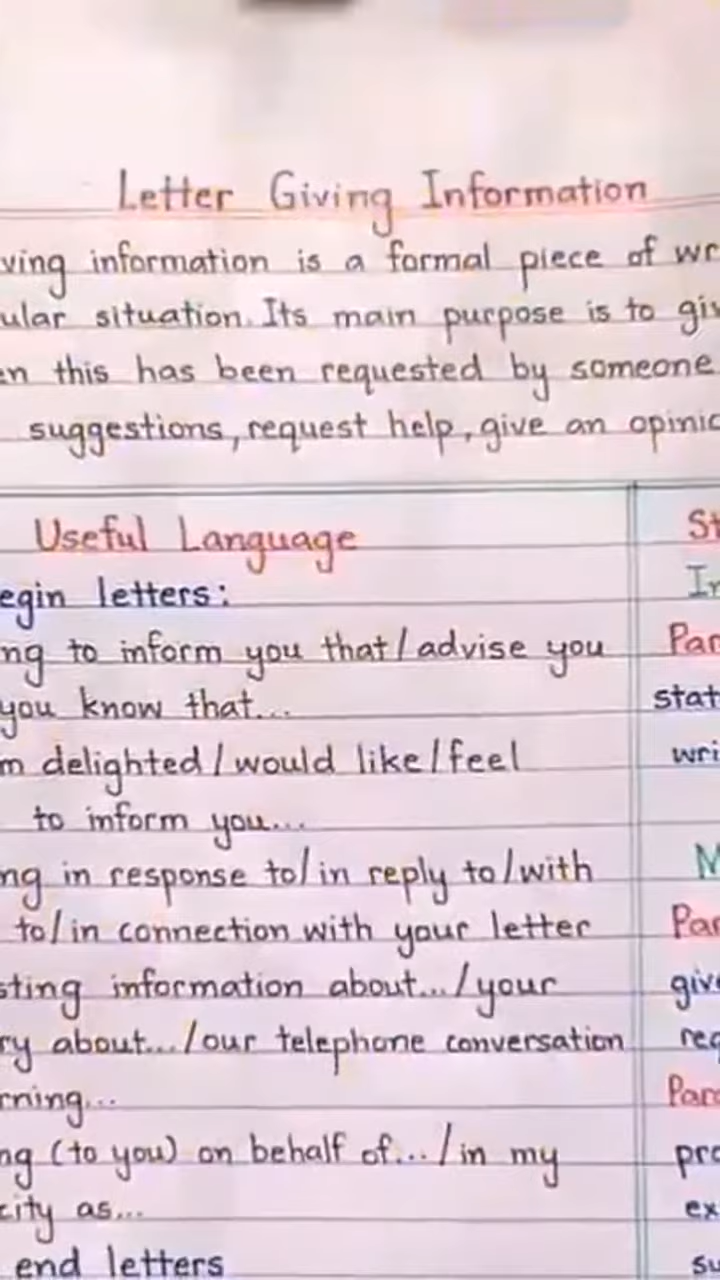 Letter Giving Information
ving information is a formal piece of wr
ular situation. Its main purpose is to giv
en this has been requested by someone
suggestions, request help, give an opinio
Useful Language
egin letters:
ng to inform you that/advise you
you know that...
m delighted/would like/feel
to inform you...
ng in response to/in reply to/with
to/in connection with your letter
sting information about.../your
ry about.../our telephone conversation
rning...
ng (to you) on behalf of.../in my
city as...
end letters
St
In
Par
stat
wri
M
Par
give
req
Para
pro
ex
su